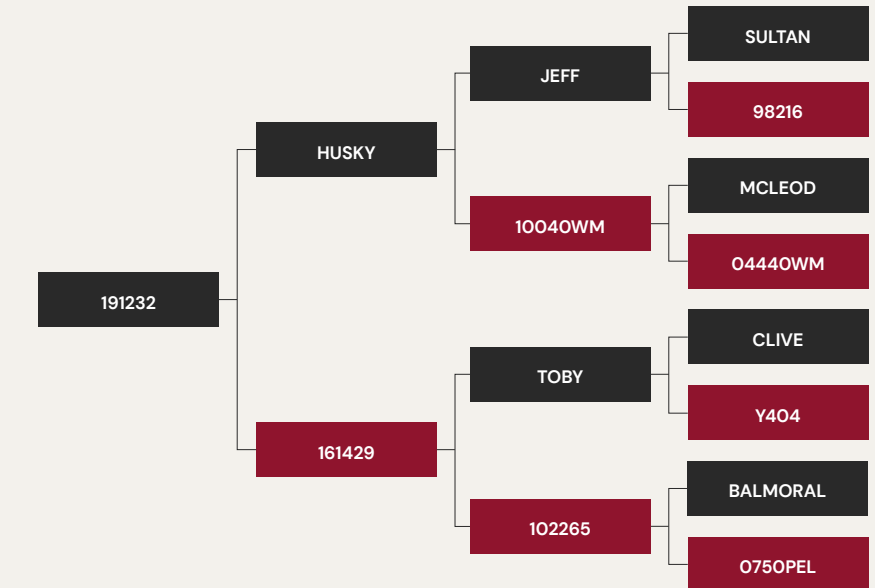 SULTAN
JEFF
98216
HUSKY
MCLEOD
10040WM
04440WM
191232
CLIVE
TOBY
Y404
161429
BALMORAL
102265
0750PEL